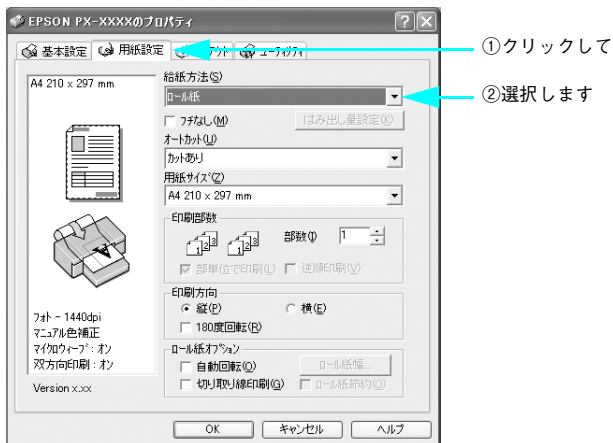 EPSON PX-XXXXのプロパティ
基本設定 用紙設定 ユーティリティ
①クリックして
A4 210 x 297 mm
給紙方法(S)
ロール紙
②選択します
フチなし(M) はみ出し量設定(K)
オートカット(U)
カットあり
用紙サイズ(Z)
A4 210 x 297 mm
印刷部数
部数(I) 1
部単位で印刷(L) 逆順印刷(V)
印刷方向
縦(P) 横(E)
180度回転(R)
フォト - 1440dpi
マニュアル色補正
マイクロウィーブ : オン
双方向印刷 : オン
ロール紙オプション
自動回転(O) ロール紙幅...
切り取り線印刷(G) ロール紙節約(O)
Version x.xx
OK キャンセル ヘルプ